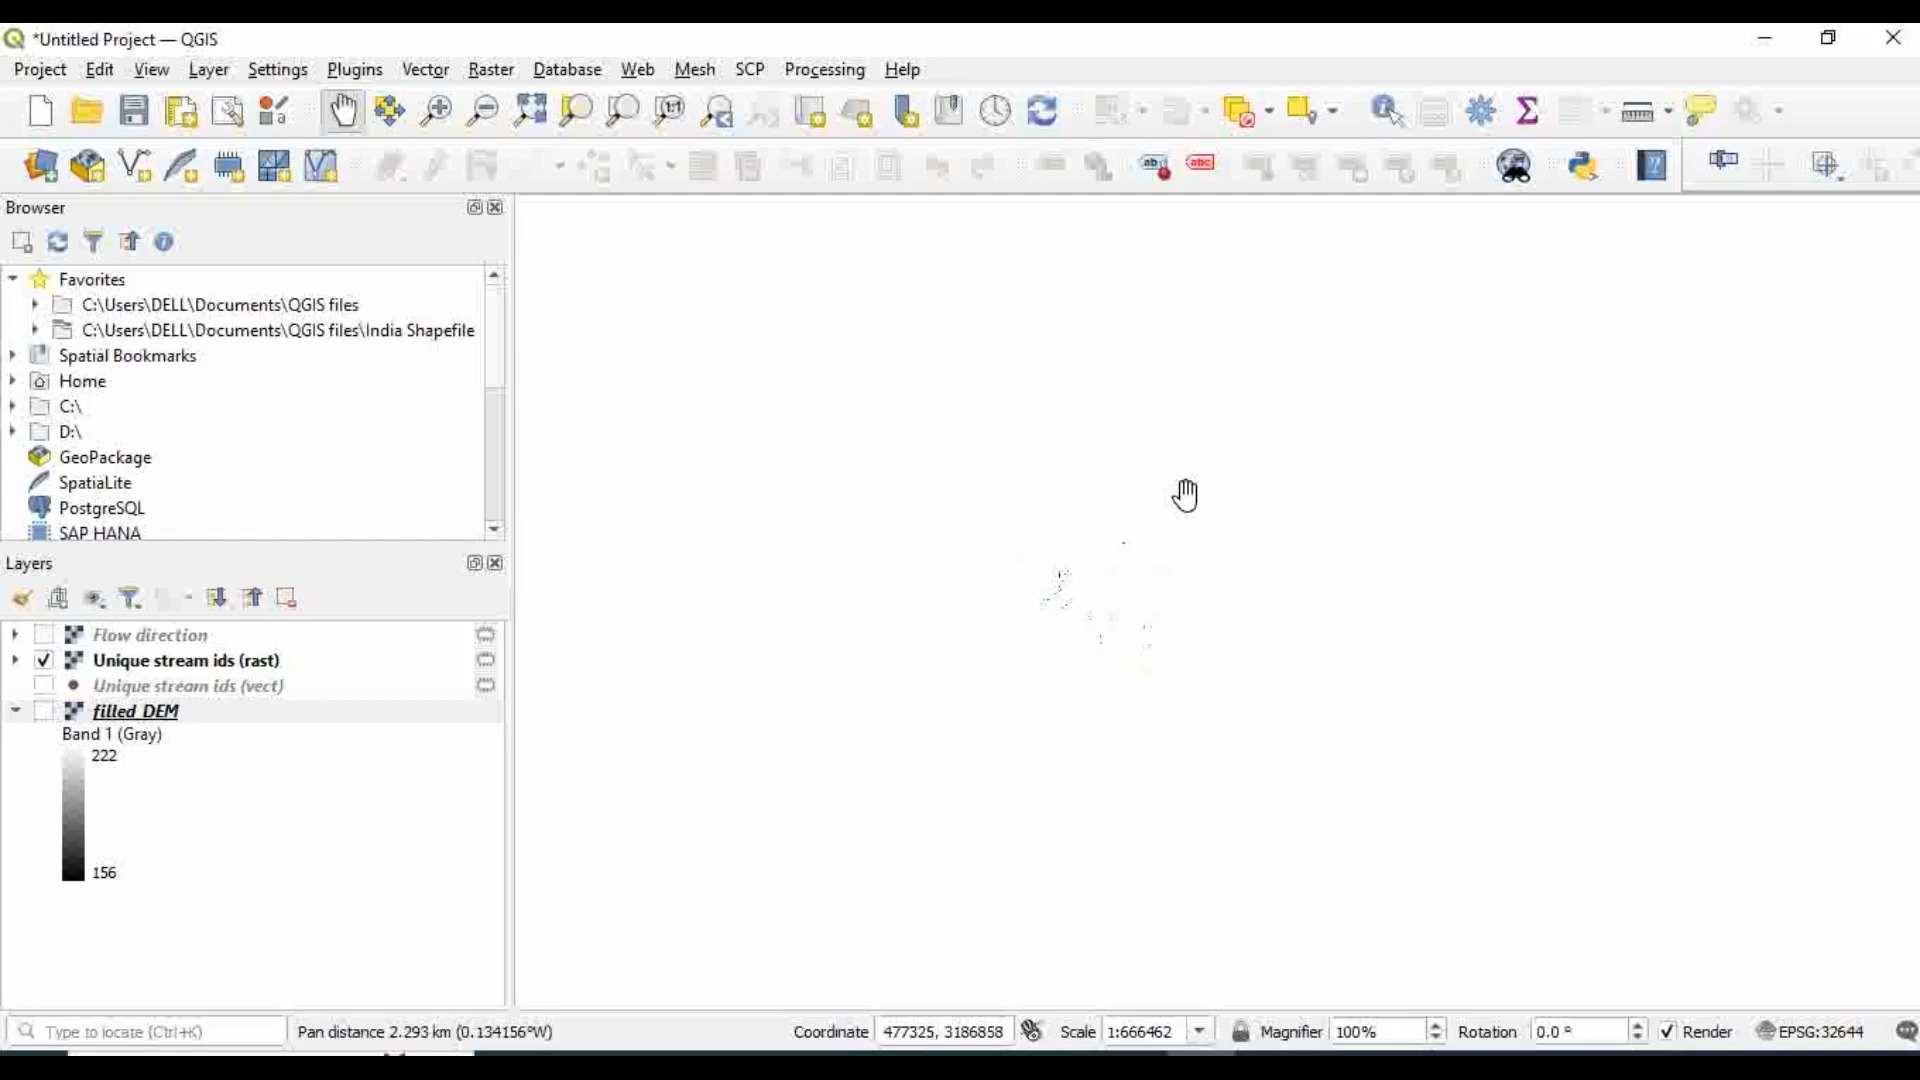 *Untitled Project — QGIS
Project Edit View Layer Settings Plugins Vector Raster Database Web Mesh SCP Processing Help
1:1
a
ab
abc
?
Browser
Favorites
C:\Users\DELL\Documents\QGIS files
C:\Users\DELL\Documents\QGIS files\India Shapefile
Spatial Bookmarks
Home
C:\
D:\
GeoPackage
SpatiaLite
PostgreSQL
SAP HANA
Layers
Flow direction
Unique stream ids (rast)
Unique stream ids (vect)
filled DEM
Band 1 (Gray)
222
156
Type to locate (Ctrl+K) Pan distance 2.293 km (0.134156°W) Coordinate 477325, 3186858 Scale 1:666462 Magnifier 100% Rotation 0.0 ° Render EPSG:32644